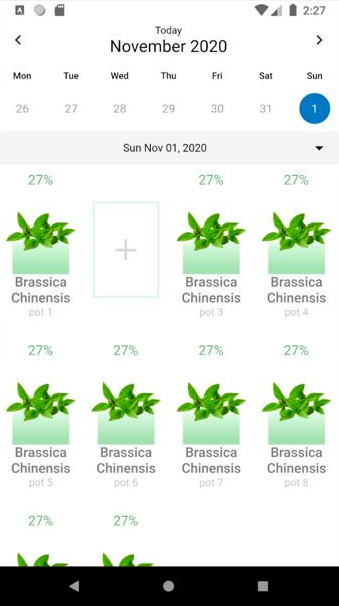 2:27
Today
November 2020
Mon Tue Wed Thu Fri Sat Sun
26 27 28 29 30 31 1
Sun Nov 01, 2020
27% 27% 27%
Brassica Brassica Brassica
Chinensis Chinensis Chinensis
pot 1 pot 3 pot 4
27% 27% 27% 27%
Brassica Brassica Brassica Brassica
Chinensis Chinensis Chinensis Chinensis
pot 5 pot 6 pot 7 pot 8
27% 27%